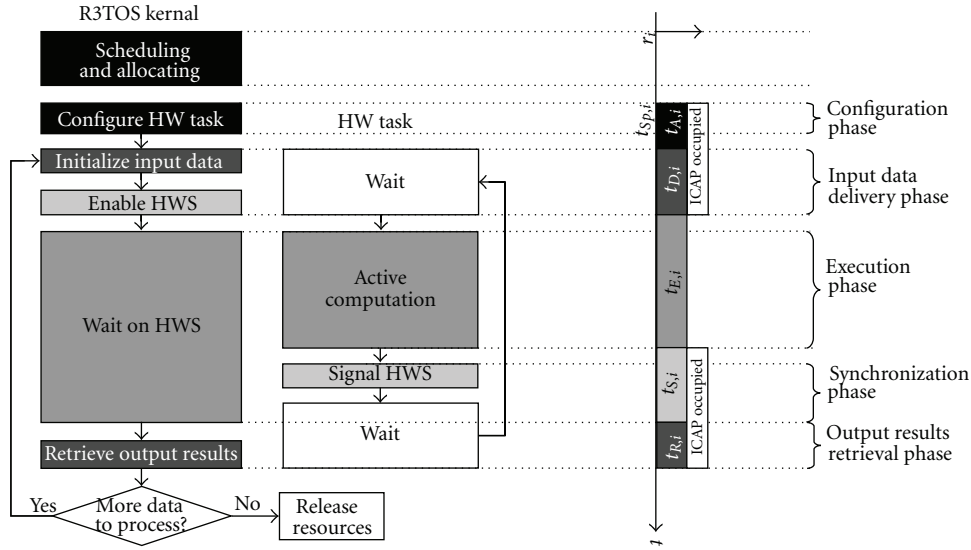 R3TOS kernal
Scheduling
and allocating
Configure HW task
HW task
Initialize input data
Enable HWS
Wait
Wait on HWS
Active
computation
Signal HWS
Wait
Retrieve output results
Yes
More data
to process?
No
Release
resources
r_i
t_{Sp,i}
t_{A,i}
t_{D,i}
ICAP occupied
t_{E,i}
t_{S,i}
t_{R,i}
ICAP occupied
t
Configuration
phase
Input data
delivery phase
Execution
phase
Synchronization
phase
Output results
retrieval phase